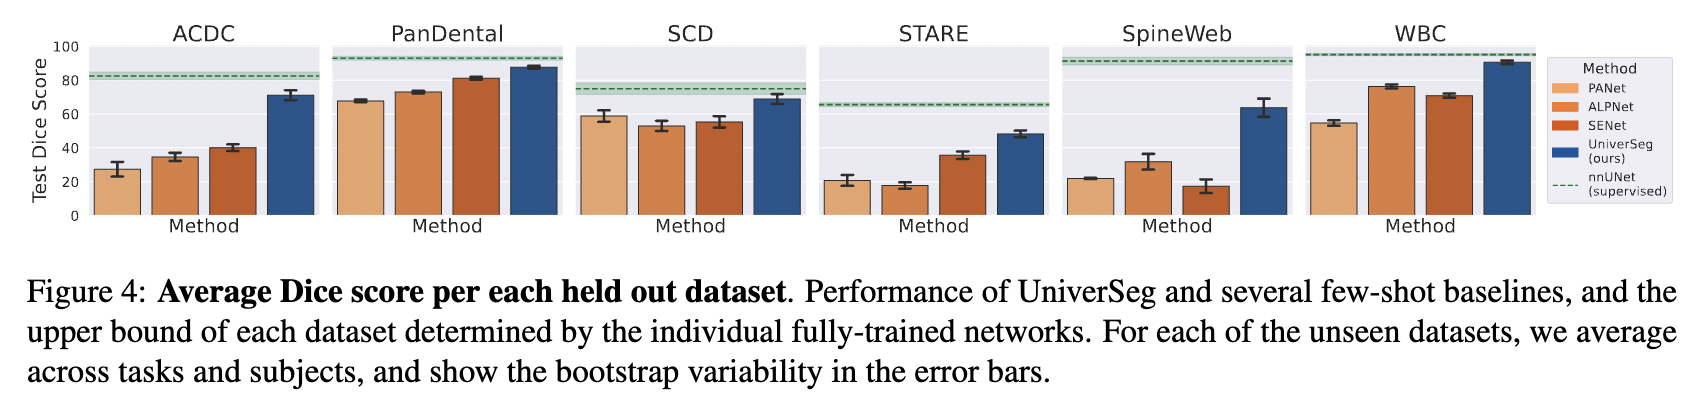 ACDC PanDental SCD STARE SpineWeb WBC
Test Dice Score
100
80
60
40
20
0
Method Method Method Method Method Method
Method
PANet
ALPNet
SENet
UniverSeg
(ours)
nnUNet
(supervised)
Figure 4: Average Dice score per each held out dataset. Performance of UniverSeg and several few-shot baselines, and the
upper bound of each dataset determined by the individual fully-trained networks. For each of the unseen datasets, we average
across tasks and subjects, and show the bootstrap variability in the error bars.